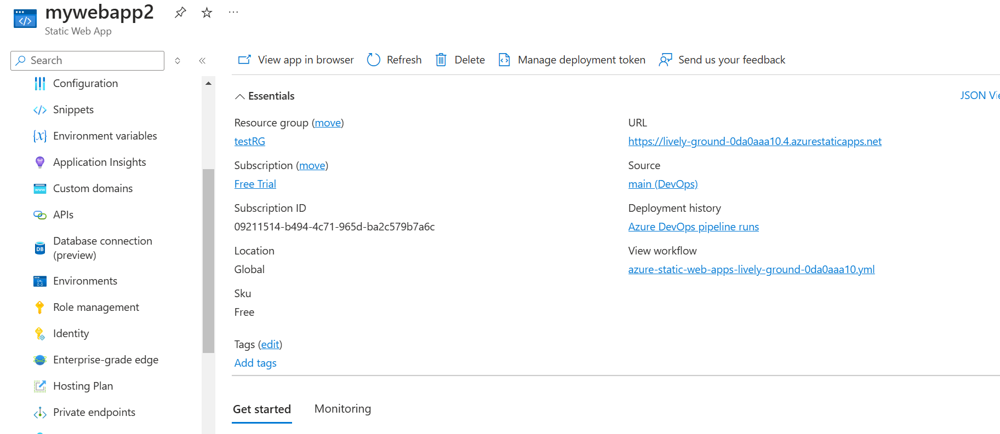 mywebapp2
Static Web App
Search
Configuration
Snippets
Environment variables
Application Insights
Custom domains
APIs
Database connection
(preview)
Environments
Role management
Identity
Enterprise-grade edge
Hosting Plan
Private endpoints
View app in browser Refresh Delete Manage deployment token Send us your feedback
Essentials
JSON
Resource group (move)
testRG
Subscription (move)
Free Trial
Subscription ID
09211514-b494-4c71-965d-ba2c579b7a6c
Location
Global
Sku
Free
Tags (edit)
Add tags
URL
https://lively-ground-0da0aaa10.4.azurestaticapps.net
Source
main (DevOps)
Deployment history
Azure DevOps pipeline runs
View workflow
azure-static-web-apps-lively-ground-0da0aaa10.yml
Get started Monitoring